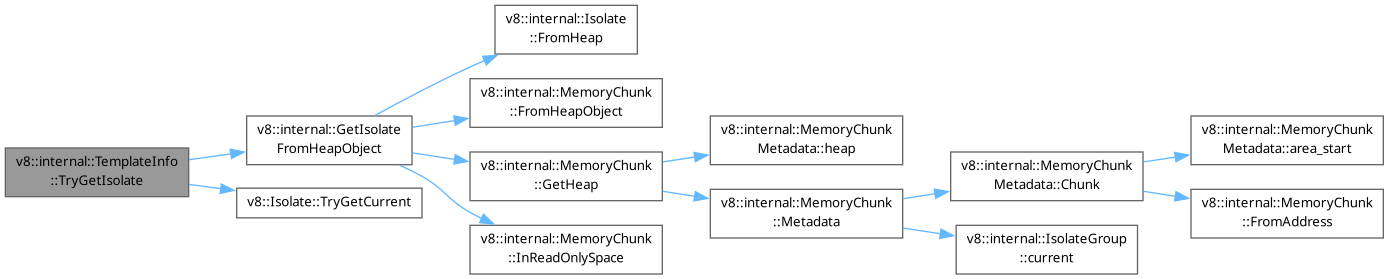 v8::internal::TemplateInfo
::TryGetIsolate
v8::internal::GetIsolate
FromHeapObject
v8::Isolate::TryGetCurrent
v8::internal::Isolate
::FromHeap
v8::internal::MemoryChunk
::FromHeapObject
v8::internal::MemoryChunk
::GetHeap
v8::internal::MemoryChunk
::InReadOnlySpace
v8::internal::MemoryChunk
Metadata::heap
v8::internal::MemoryChunk
::Metadata
v8::internal::MemoryChunk
Metadata::Chunk
v8::internal::IsolateGroup
::current
v8::internal::MemoryChunk
Metadata::area_start
v8::internal::MemoryChunk
::FromAddress